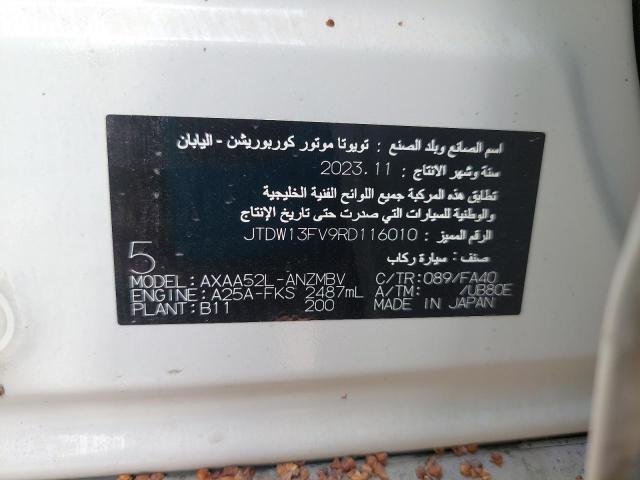 اسم الصانع وبلد الصنع : تويوتا موتور كوربوريشن - اليابان
سنة وشهر الانتاج : 2023.11
تطابق هذه المركبة جميع اللوائح الفنية الخليجية
والوطنية للسيارات التي صدرت حتى تاريخ الإنتاج
الرقم المميز : JTDW13FV9RD116010
صنف : سيارة ركاب
5
MODEL: AXAA52L-ANZMBV C/TR: 089/FA40
ENGINE: A25A-FKS 2487mL A/TM: /UB80E
PLANT: B11 200 MADE IN JAPAN